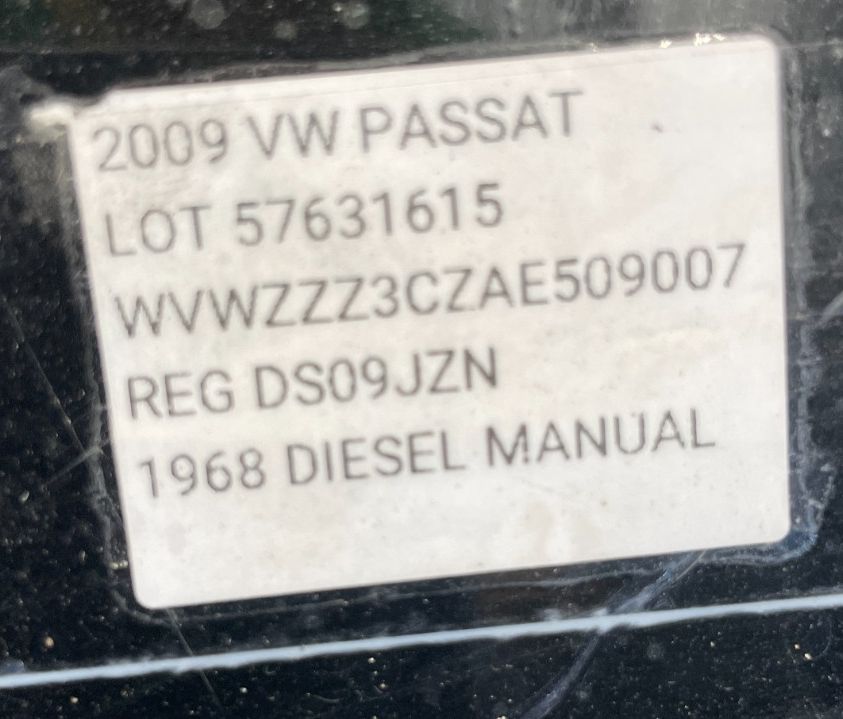 2009 VW PASSAT
LOT 57631615
WVWZZZ3CZAE509007
REG DS09JZN
1968 DIESEL MANUAL